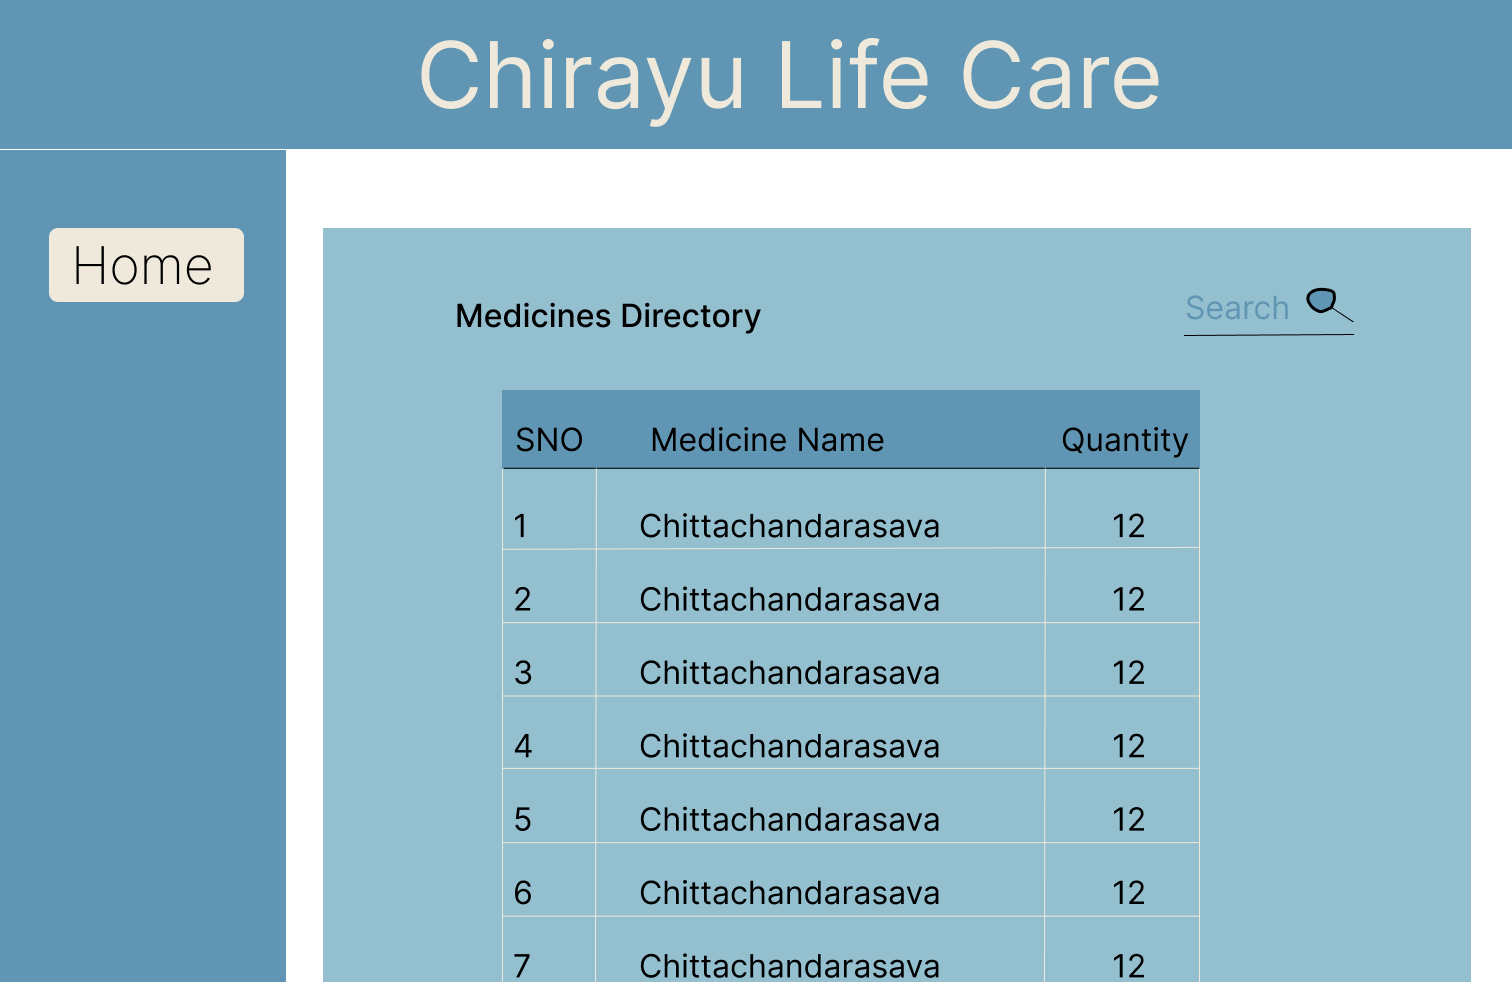 Chirayu Life Care
Home
Medicines Directory
Search
SNO Medicine Name Quantity
1 Chittachandarasava 12
2 Chittachandarasava 12
3 Chittachandarasava 12
4 Chittachandarasava 12
5 Chittachandarasava 12
6 Chittachandarasava 12
7 Chittachandarasava 12